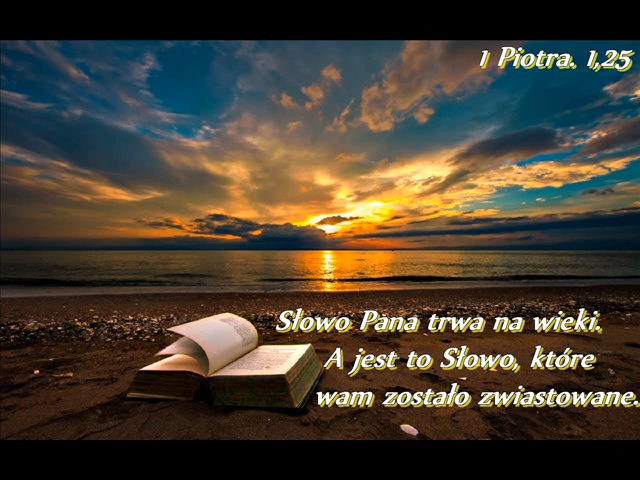 1 Piotra. 1,25
Słowo Pana trwa na wieki.
A jest to Słowo, które
wam zostało zwiastowane.